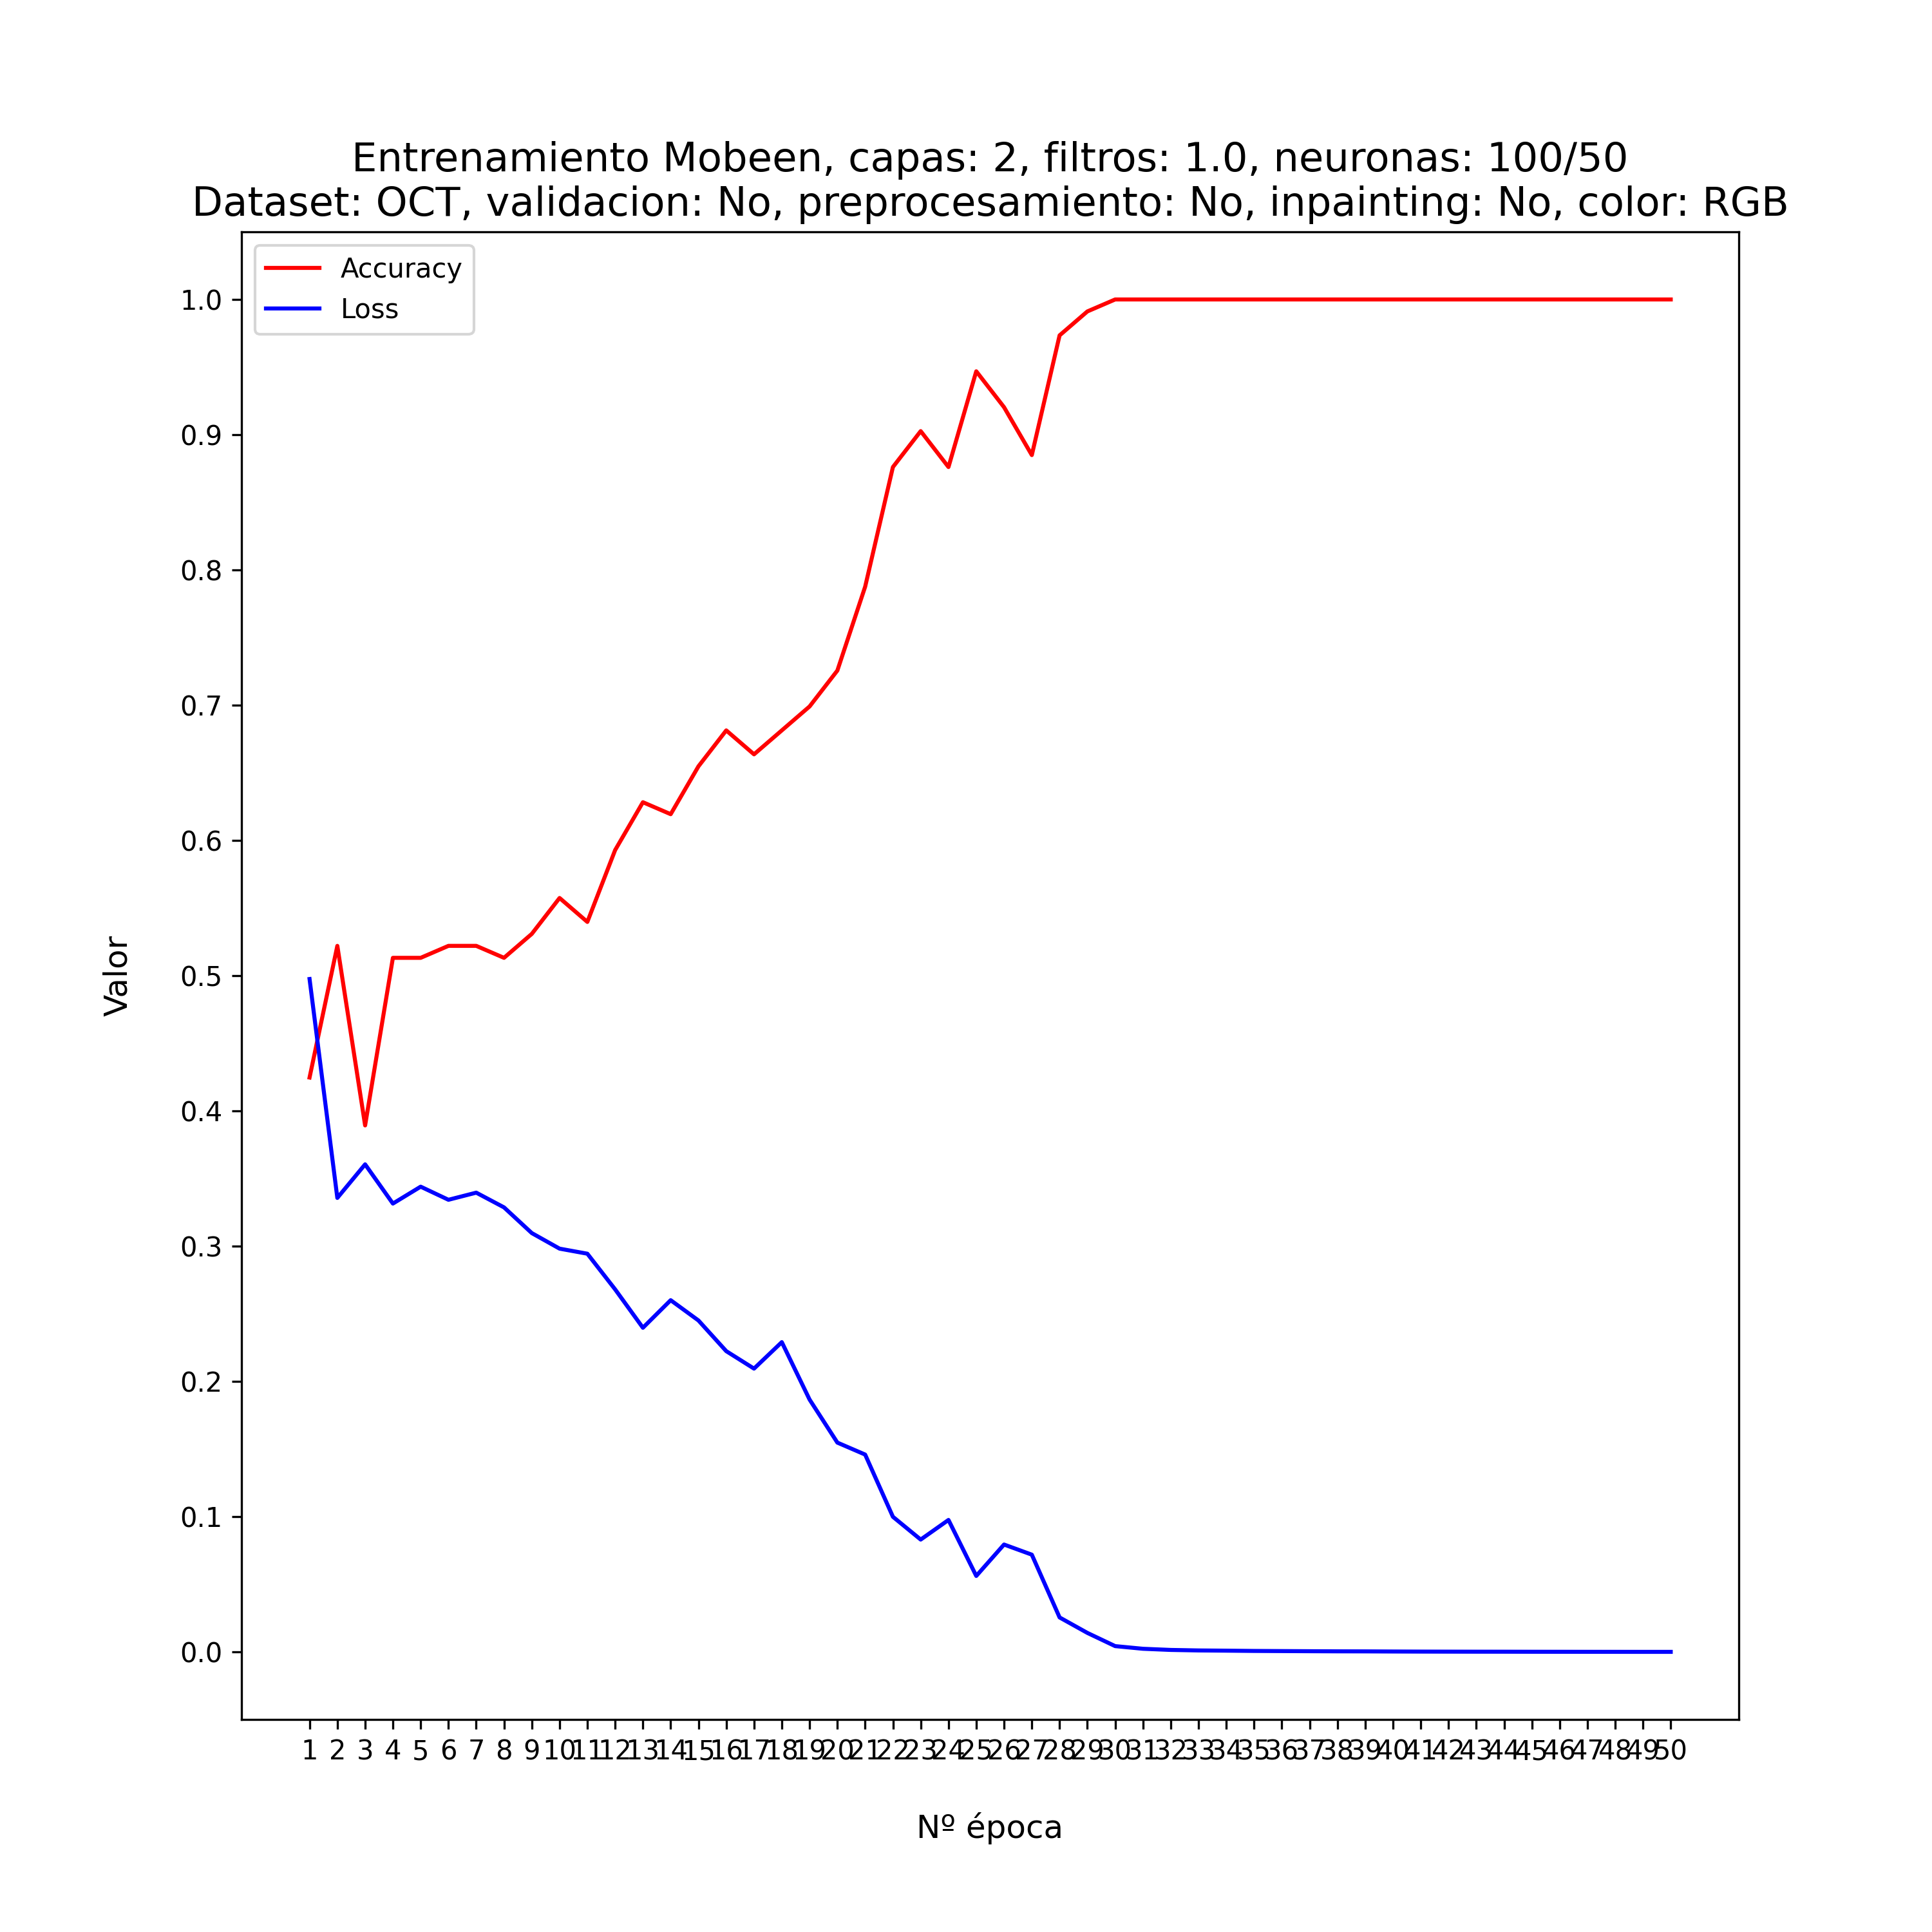 Entrenamiento Mobeen, capas: 2, filtros: 1.0, neuronas: 100/50
Dataset: OCT, validacion: No, preprocesamiento: No, inpainting: No, color: RGB
Accuracy
Loss
1.0
0.9
0.8
0.7
0.6
0.5
0.4
0.3
0.2
0.1
0.0
Valor
1 2 3 4 5 6 7 8 9 10 11 12 13 14 15 16 17 18 19 20 21 22 23 24 25 26 27 28 29 30 31 32 33 34 35 36 37 38 39 40 41 42 43 44 45 46 47 48 49 50
Nº época